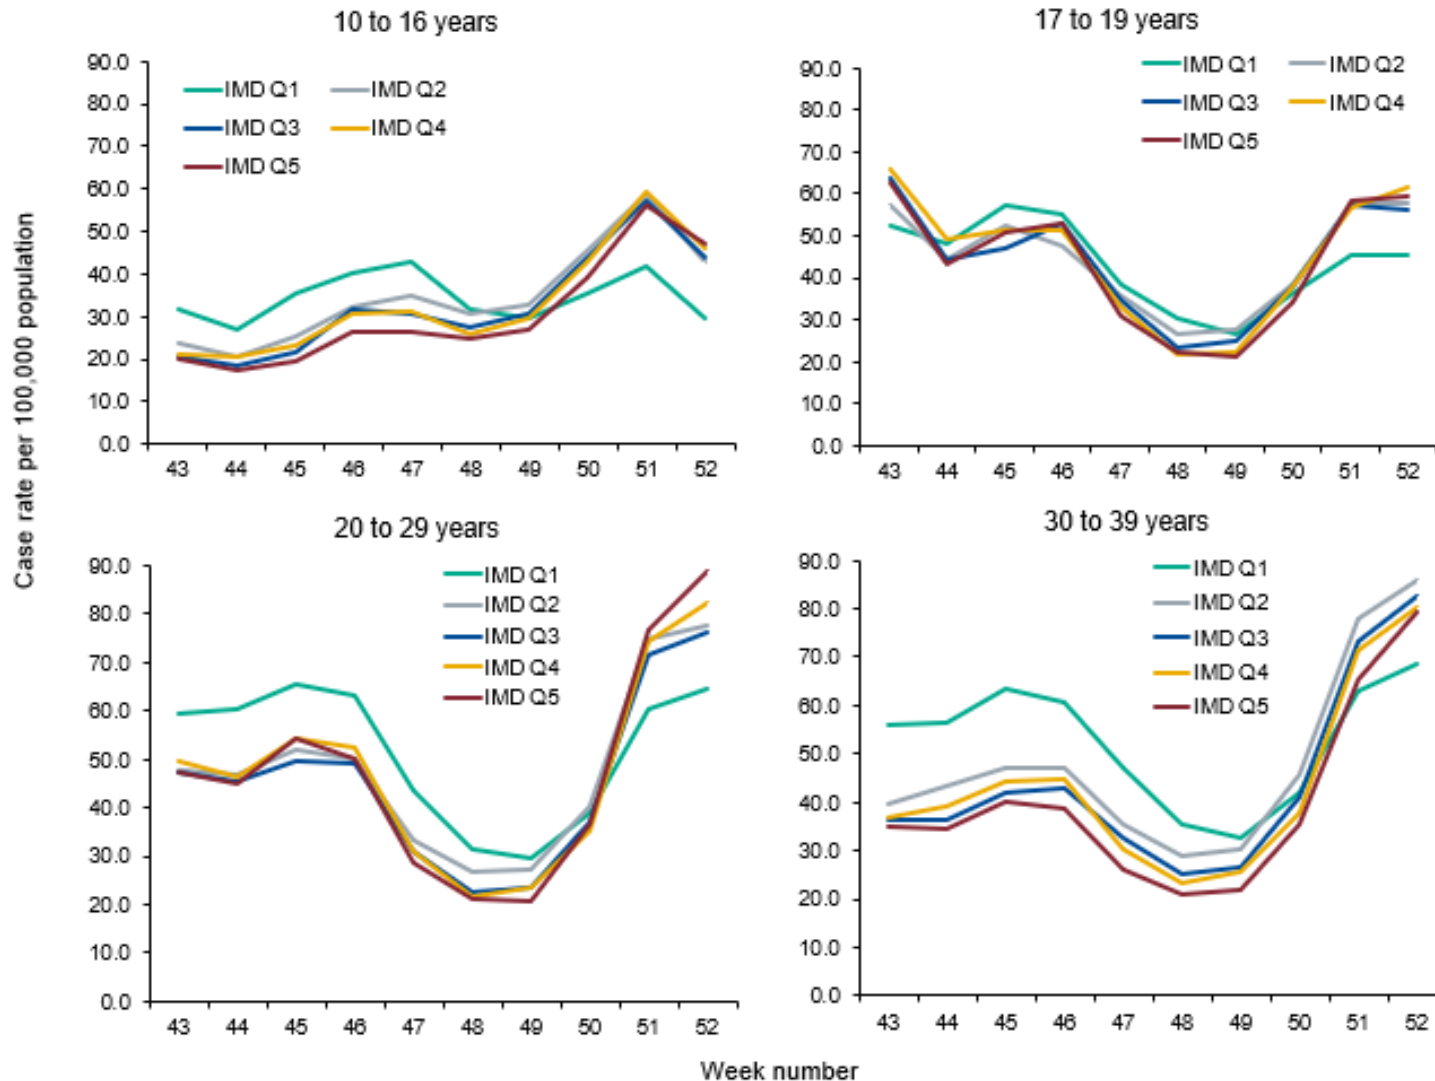 10 to 16 years
90.0
80.0
70.0
60.0
50.0
40.0
30.0
20.0
10.0
0.0
IMD Q1 IMD Q2
IMD Q3 IMD Q4
IMD Q5
43 44 45 46 47 48 49 50 51 52
17 to 19 years
90.0
80.0
70.0
60.0
50.0
40.0
30.0
20.0
10.0
0.0
IMD Q1 IMD Q2
IMD Q3 IMD Q4
IMD Q5
43 44 45 46 47 48 49 50 51 52
Case rate per 100,000 population
20 to 29 years
90.0
80.0
70.0
60.0
50.0
40.0
30.0
20.0
10.0
0.0
IMD Q1
IMD Q2
IMD Q3
IMD Q4
IMD Q5
43 44 45 46 47 48 49 50 51 52
30 to 39 years
90.0
80.0
70.0
60.0
50.0
40.0
30.0
20.0
10.0
0.0
IMD Q1
IMD Q2
IMD Q3
IMD Q4
IMD Q5
43 44 45 46 47 48 49 50 51 52
Week number